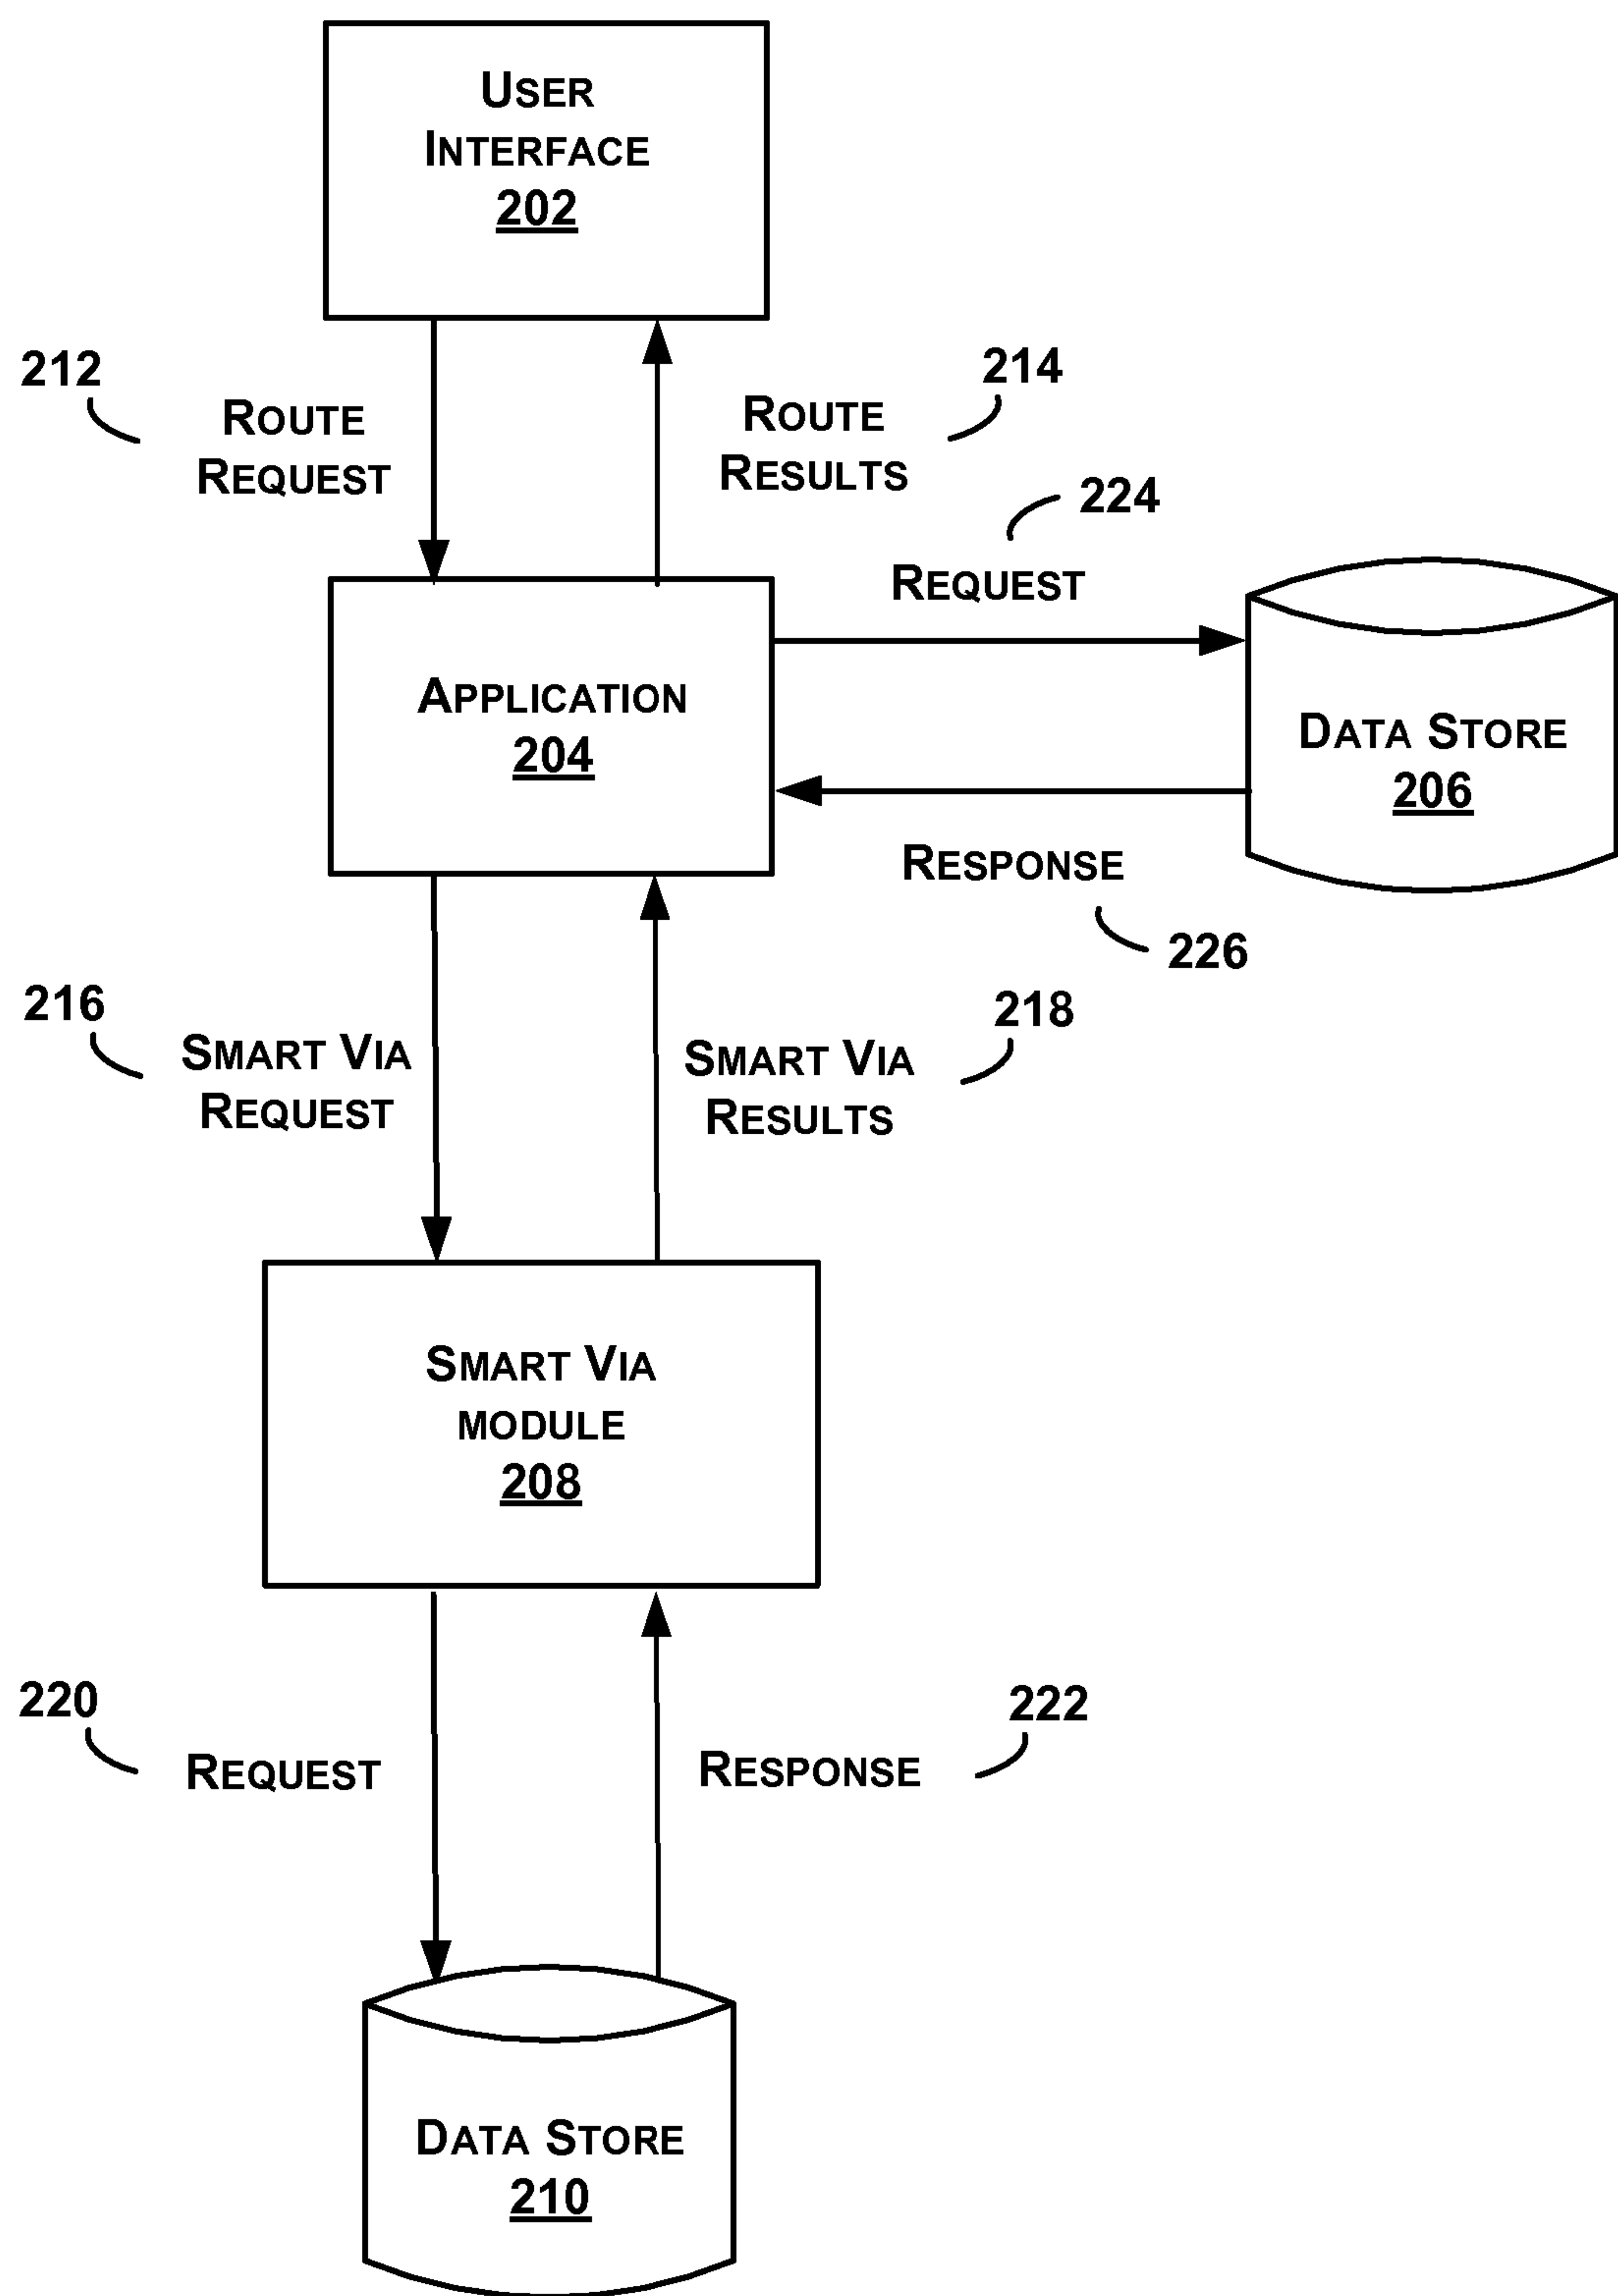 USER
INTERFACE
202
212
ROUTE
REQUEST
ROUTE
RESULTS
214
224
REQUEST
APPLICATION
204
DATA STORE
206
RESPONSE
226
216
SMART VIA
REQUEST
SMART VIA
RESULTS
218
SMART VIA
MODULE
208
220
REQUEST
RESPONSE
222
DATA STORE
210